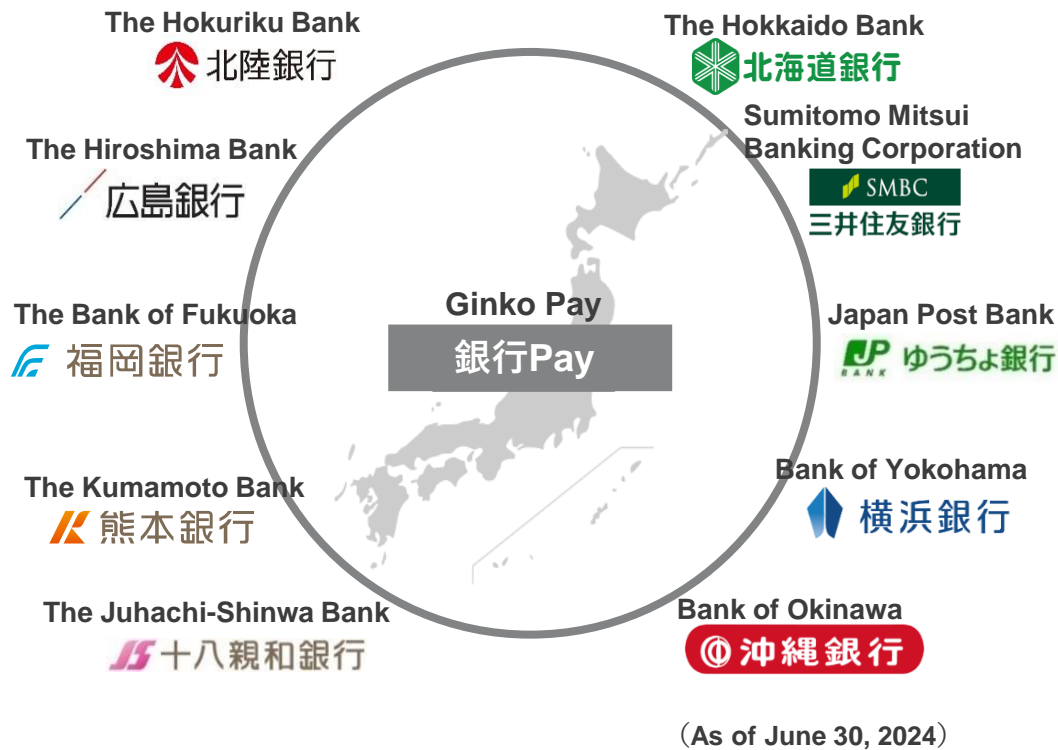 The Hokuriku Bank
北陸銀行
The Hokkaido Bank
北海道銀行
Sumitomo Mitsui
Banking Corporation
SMBC
三井住友銀行
The Hiroshima Bank
広島銀行
Ginko Pay
銀行Pay
The Bank of Fukuoka
福岡銀行
Japan Post Bank
JP
BANK
ゆうちょ銀行
The Kumamoto Bank
熊本銀行
Bank of Yokohama
横浜銀行
The Juhachi-Shinwa Bank
JS 十八親和銀行
Bank of Okinawa
沖縄銀行
（As of June 30, 2024）